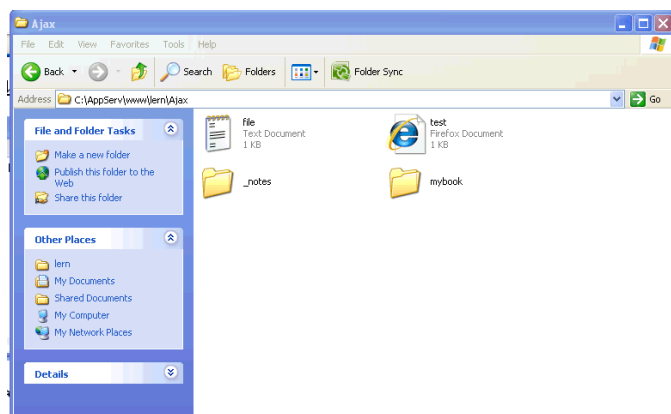 Ajax
File Edit View Favorites Tools Help
Back Search Folders Folder Sync
Address C:\AppServ\www\lern\Ajax Go
File and Folder Tasks
Make a new folder
Publish this folder to the
Web
Share this folder
Other Places
lern
My Documents
Shared Documents
My Computer
My Network Places
Details
file
Text Document
1 KB
test
Firefox Document
1 KB
_notes
mybook